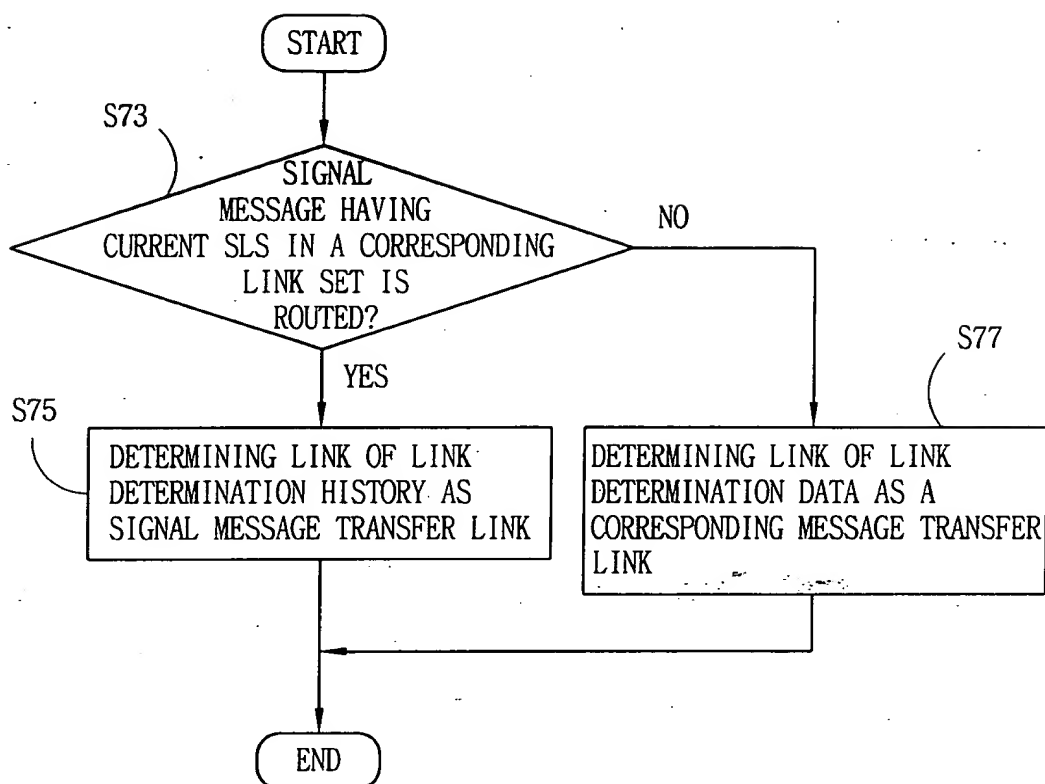 START
S73
SIGNAL
MESSAGE HAVING
CURRENT SLS IN A CORRESPONDING
LINK SET IS
ROUTED?
NO
YES
S77
S75
DETERMINING LINK OF LINK
DETERMINATION HISTORY AS
SIGNAL MESSAGE TRANSFER LINK
DETERMINING LINK OF LINK
DETERMINATION DATA AS A
CORRESPONDING MESSAGE TRANSFER
LINK
END